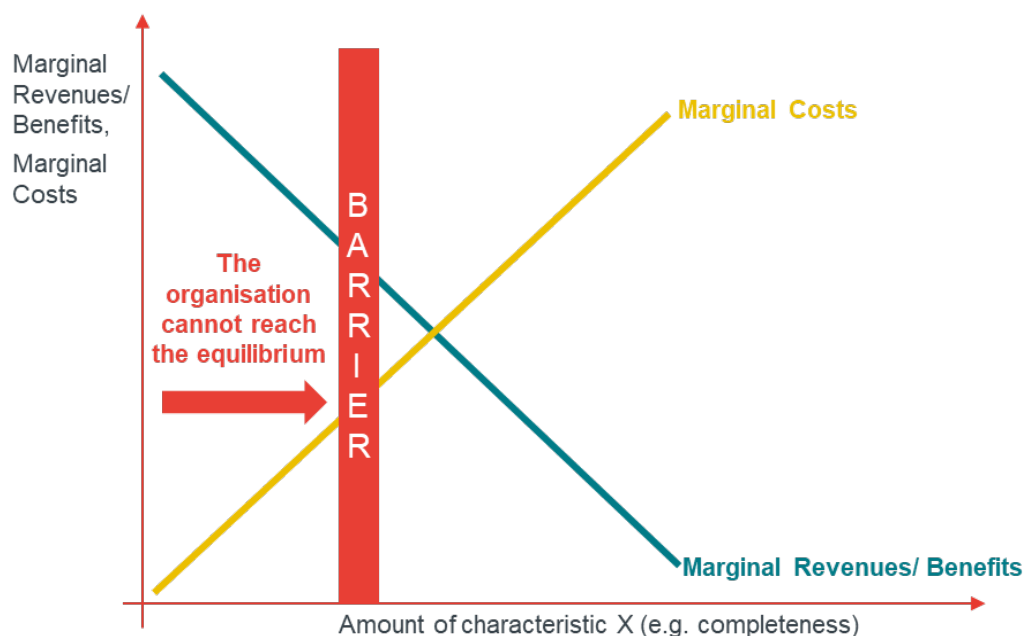 Marginal
Revenues/
Benefits,
Marginal
Costs
Marginal Costs
BARRIER
The
organisation
cannot reach
the equilibrium
Marginal Revenues/ Benefits
Amount of characteristic X (e.g. completeness)